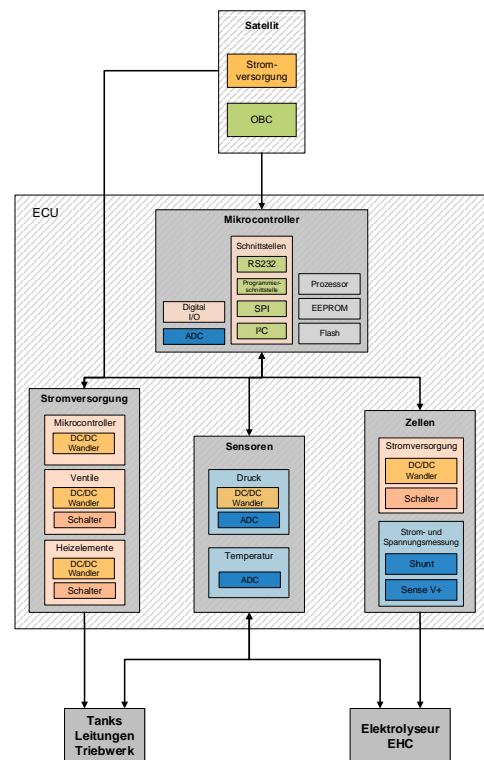 Satellit
Strom-
versorgung
OBC
ECU
Mikrocontroller
Schnittstellen
RS232
Programmier-
schnittstelle
SPI
I²C
Digital
I/O
ADC
Prozessor
EEPROM
Flash
Stromversorgung
Mikrocontroller
DC/DC
Wandler
Ventile
DC/DC
Wandler
Schalter
Heizelemente
DC/DC
Wandler
Schalter
Sensoren
Druck
DC/DC
Wandler
ADC
Temperatur
ADC
Zellen
Stromversorgung
DC/DC
Wandler
Schalter
Strom- und
Spannungsmessung
Shunt
Sense V+
Tanks
Leitungen
Triebwerk
Elektrolyseur
EHC